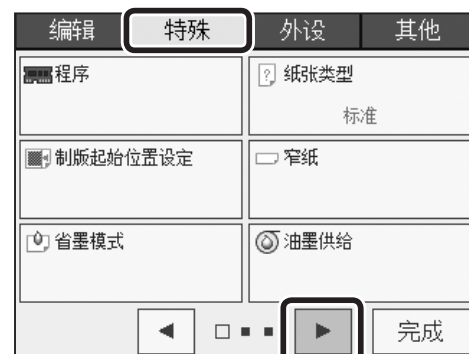 编辑 特殊 外设 其他
程序 纸张类型
标准
制版起始位置设定 窄纸
省墨模式 油墨供给
完成